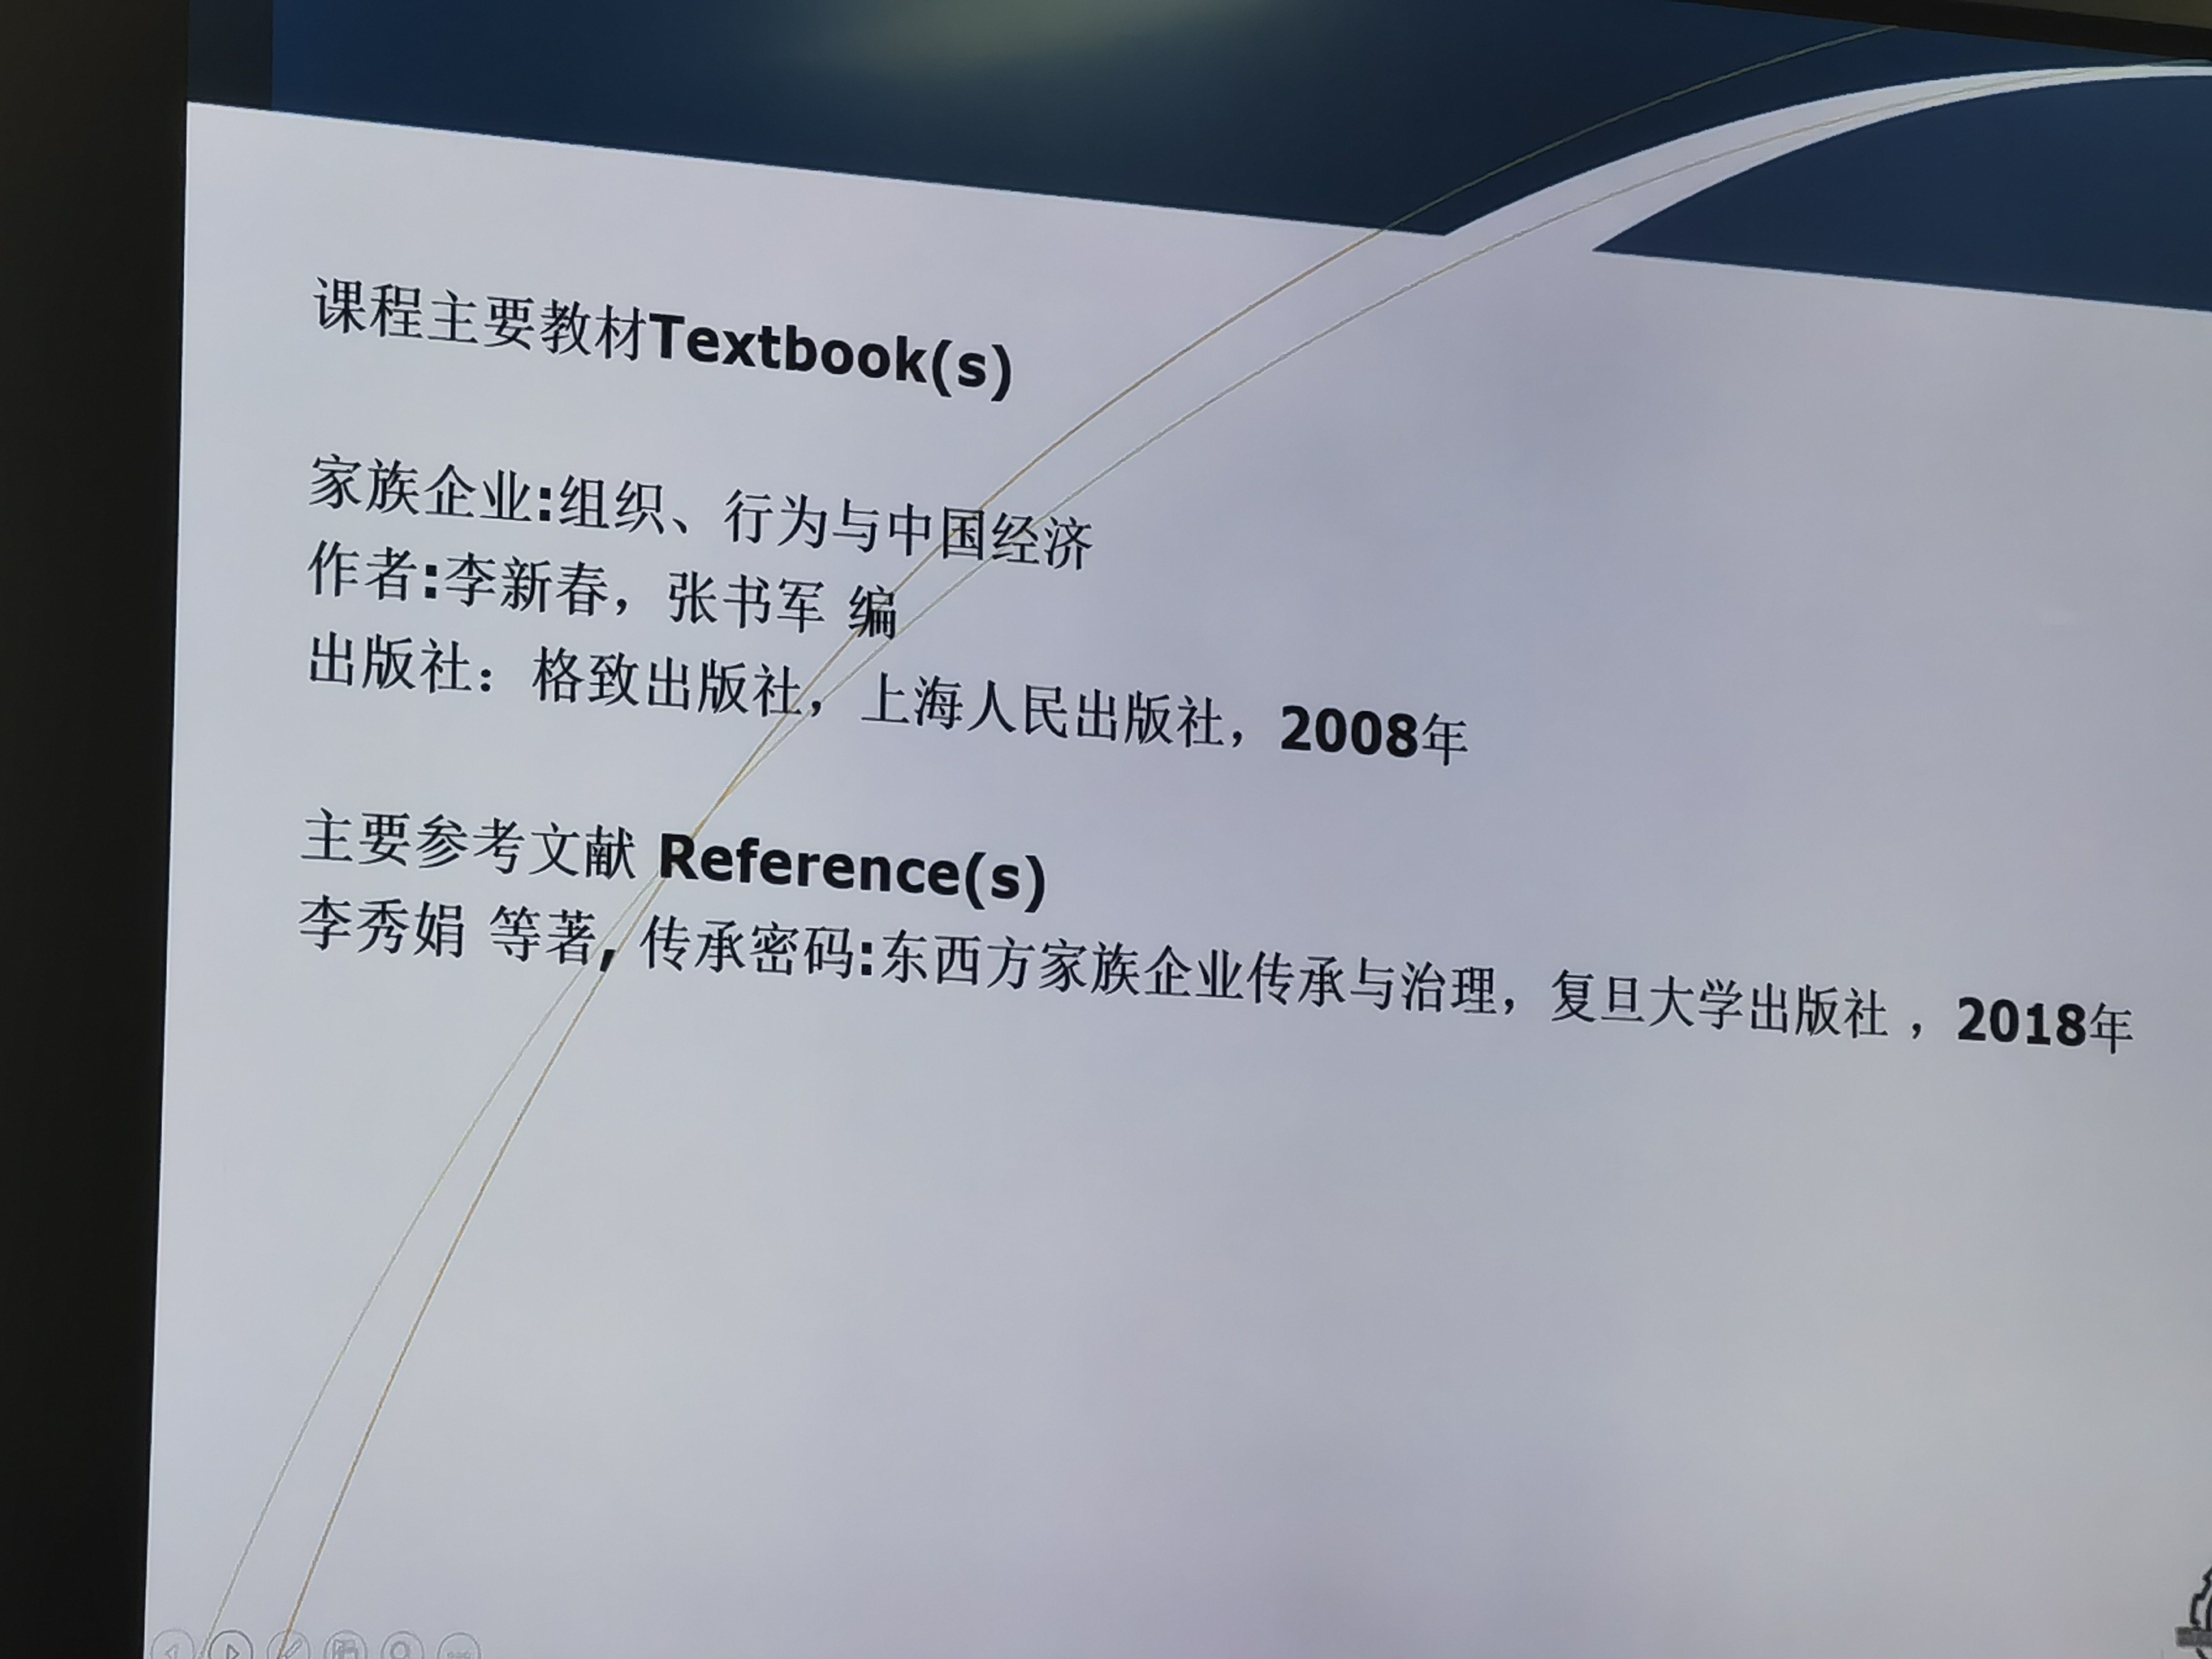 课程主要教材Textbook(s)
家族企业:组织、行为与中国经济
作者:李新春，张书军 编
出版社：格致出版社，上海人民出版社，2008年
主要参考文献 Reference(s)
李秀娟 等著, 传承密码:东西方家族企业传承与治理，复旦大学出版社 ，2018年